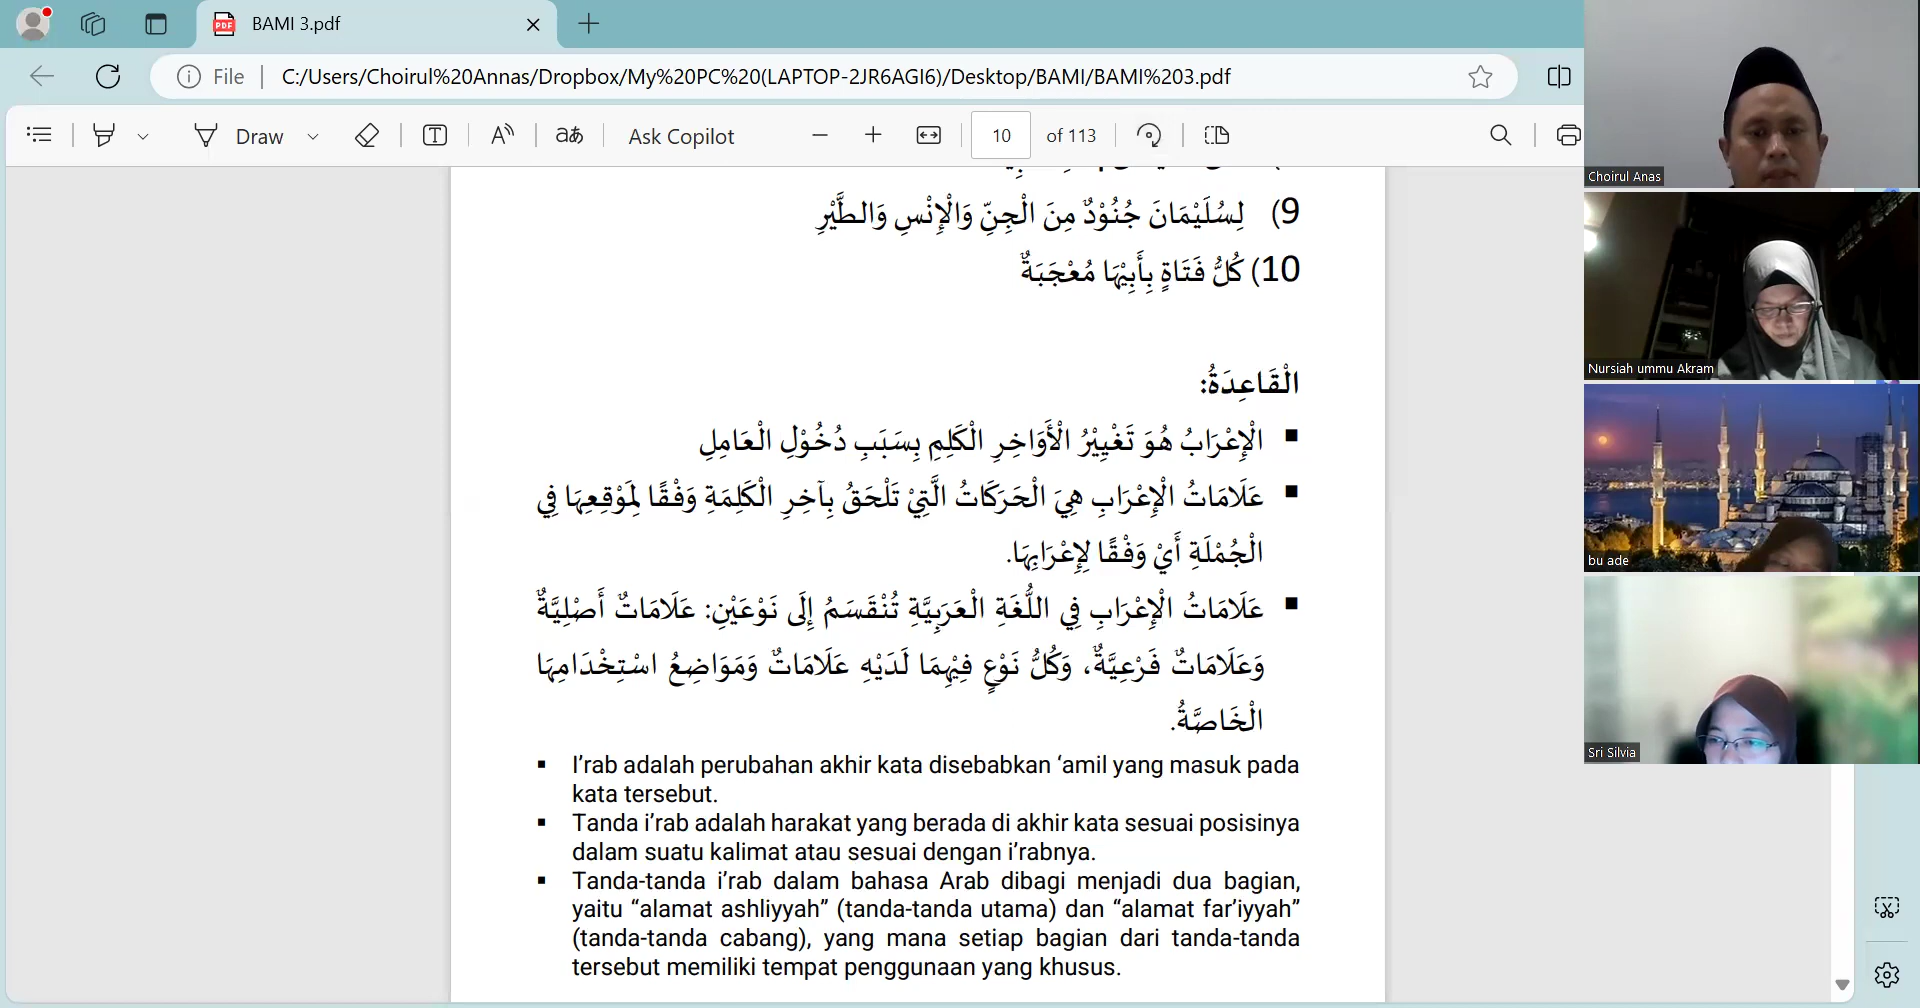 BAMI 3.pdf
File
C:/Users/Choirul%20Annas/Dropbox/My%20PC%20(LAPTOP-2JR6AGI6)/Desktop/BAMI/BAMI%203.pdf
Draw
aあ
Ask Copilot
10 of 113
9) لِسُلَيْمَانَ جُنُوْدٌ مِنَ الْجِنِّ وَالْإِنْسِ وَالطَّيْرِ
10) كُلُّ فَتَاةٍ بِأَبِيْهَا مُعْجَبَةٌ
الْقَاعِدَةُ:
▪ الْإِعْرَابُ هُوَ تَغْيِيْرُ الْأَوَاخِرِ الْكَلِمِ بِسَبَبِ دُخُوْلِ الْعَامِلِ
▪ عَلَامَاتُ الْإِعْرَابِ هِيَ الْحَرَكَاتُ الَّتِيْ تَلْحَقُ بِآخِرِ الْكَلِمَةِ وَفْقًا لِمَوْقِعِهَا فِي
الْجُمْلَةِ أَيْ وَفْقًا لِإِعْرَابِهَا.
▪ عَلَامَاتُ الْإِعْرَابِ فِي اللُّغَةِ الْعَرَبِيَّةِ تُنْقَسَمُ إِلَى نَوْعَيْنِ: عَلَامَاتٌ أَصْلِيَّةٌ
وَعَلَامَاتٌ فَرْعِيَّةٌ، وَكُلُّ نَوْعٍ فِيْهِمَا لَدَيْهِ عَلَامَاتٌ وَمَوَاضِعُ اسْتِخْدَامِهَا
الْخَاصَّةُ.
▪ I’rab adalah perubahan akhir kata disebabkan ‘amil yang masuk pada
kata tersebut.
▪ Tanda i’rab adalah harakat yang berada di akhir kata sesuai posisinya
dalam suatu kalimat atau sesuai dengan i’rabnya.
▪ Tanda-tanda i’rab dalam bahasa Arab dibagi menjadi dua bagian,
yaitu “alamat ashliyyah” (tanda-tanda utama) dan “alamat far’iyyah”
(tanda-tanda cabang), yang mana setiap bagian dari tanda-tanda
tersebut memiliki tempat penggunaan yang khusus.
Choirul Anas
Nursiah ummu Akram
bu ade
Sri Silvia